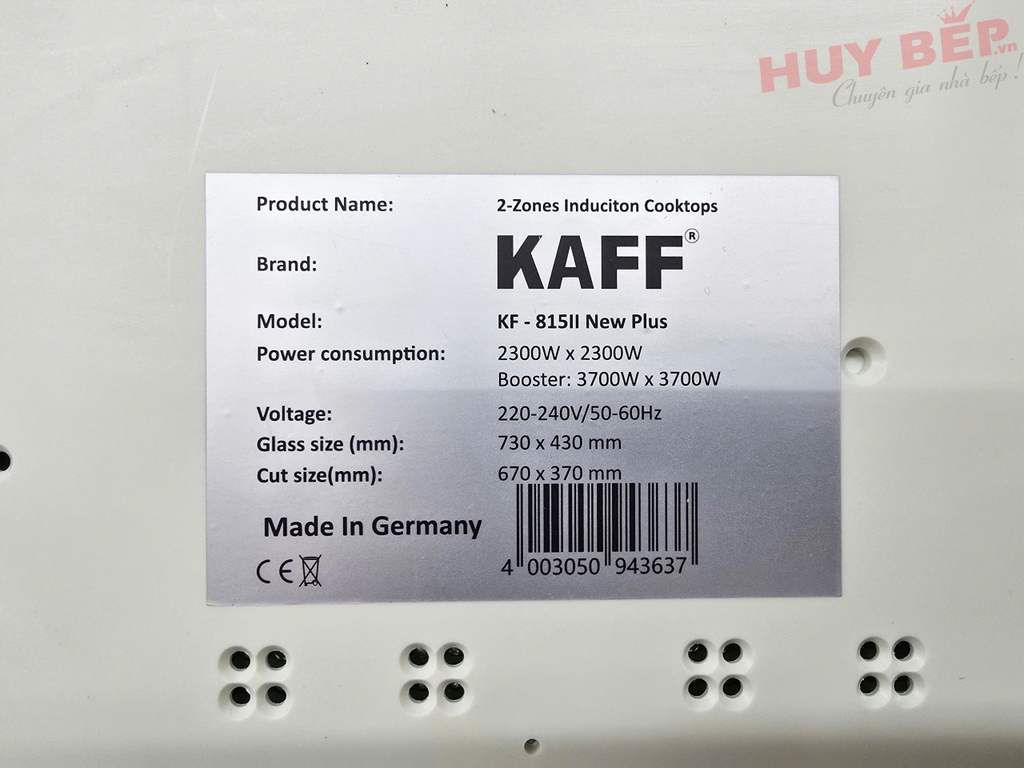 HUY BẾP.vn
Chuyên gia nhà bếp!
Product Name: 2-Zones Induciton Cooktops
Brand: KAFF®
Model: KF - 815II New Plus
Power consumption: 2300W x 2300W
Booster: 3700W x 3700W
Voltage: 220-240V/50-60Hz
Glass size (mm): 730 x 430 mm
Cut size(mm): 670 x 370 mm
Made In Germany
CE
4 003050 943637